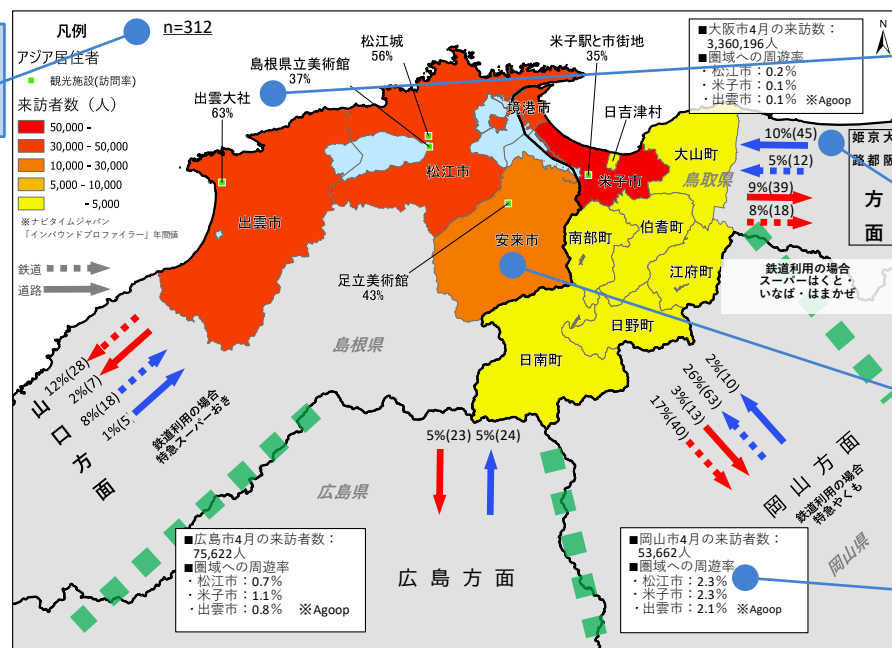 凡例
n=312
アジア居住者
観光施設(訪問率)
来訪者数（人）
50,000 -
30,000 - 50,000
10,000 - 30,000
5,000 - 10,000
- 5,000
※ナビタイムジャパン
「インバウンドプロファイラー」年間値
鉄道
道路
島根県立美術館
37%
松江城
56%
米子駅と市街地
35%
出雲大社
63%
境港市
日吉津村
大山町
鳥取県
米子市
松江市
出雲市
安来市
南部町
伯耆町
江府町
足立美術館
43%
日野町
日南町
島根県
■大阪市4月の来訪数：
3,360,196人
■圏域への周遊率
・松江市：0.2%
・米子市：0.1%
・出雲市：0.1% ※Agoop
N
10%(45)
5%(12)
9%(39)
8%(18)
姫京大
路都阪
方面
鉄道利用の場合
スーパーはくと・
いなば・はまかぜ
12%(28)
2%(7)
8%(18)
1%(5
山口方面
鉄道利用の場合
特急スーパーおき
5%(23)
5%(24)
広島県
広島方面
2%(10)
26%(63)
3%(13)
17%(40)
岡山方面
鉄道利用の場合
特急やくも
岡山県
■広島市4月の来訪者数：
75,622人
■圏域への周遊率
・松江市：0.7%
・米子市：1.1%
・出雲市：0.8% ※Agoop
■岡山市4月の来訪者数：
53,662人
■圏域への周遊率
・松江市：2.3%
・米子市：2.3%
・出雲市：2.1% ※Agoop